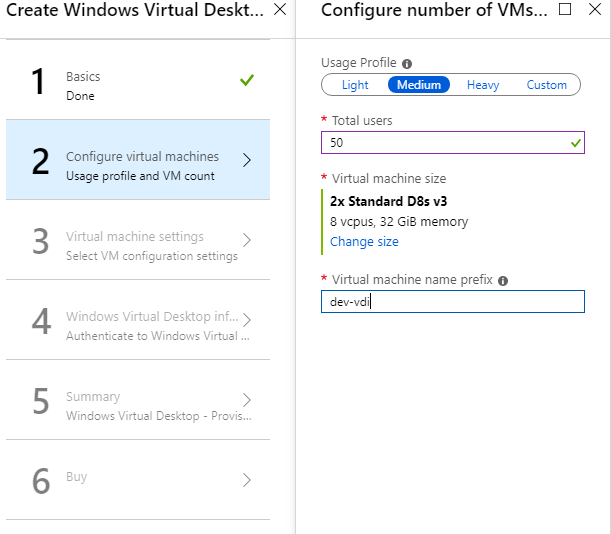 Create Windows Virtual Deskt...
1
Basics
Done
2
Configure virtual machines
Usage profile and VM count
3
Virtual machine settings
Select VM configuration settings
4
Windows Virtual Desktop inf...
Authenticate to Windows Virtual ...
5
Summary
Windows Virtual Desktop - Provis...
6
Buy
Configure number of VMs...
Usage Profile
Light Medium Heavy Custom
* Total users
50
* Virtual machine size
2x Standard D8s v3
8 vcpus, 32 GiB memory
Change size
* Virtual machine name prefix
dev-vdi